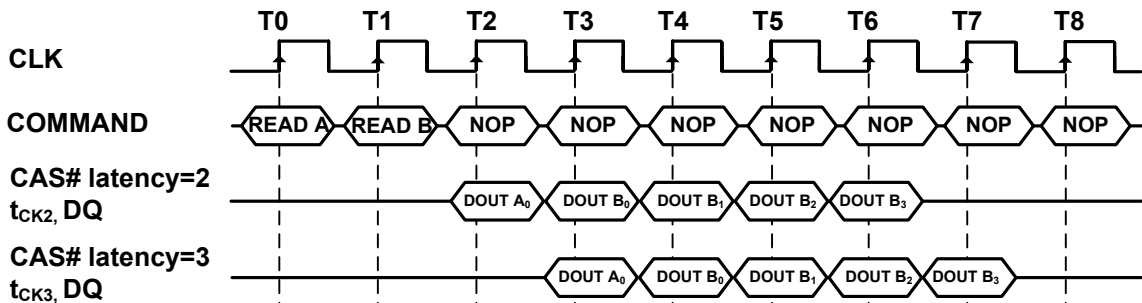 T0 T1 T2 T3 T4 T5 T6 T7 T8
CLK
COMMAND READ A READ B NOP NOP NOP NOP NOP NOP NOP
CAS# latency=2
tCK2, DQ DOUT A0 DOUT B0 DOUT B1 DOUT B2 DOUT B3
CAS# latency=3
tCK3, DQ DOUT A0 DOUT B0 DOUT B1 DOUT B2 DOUT B3